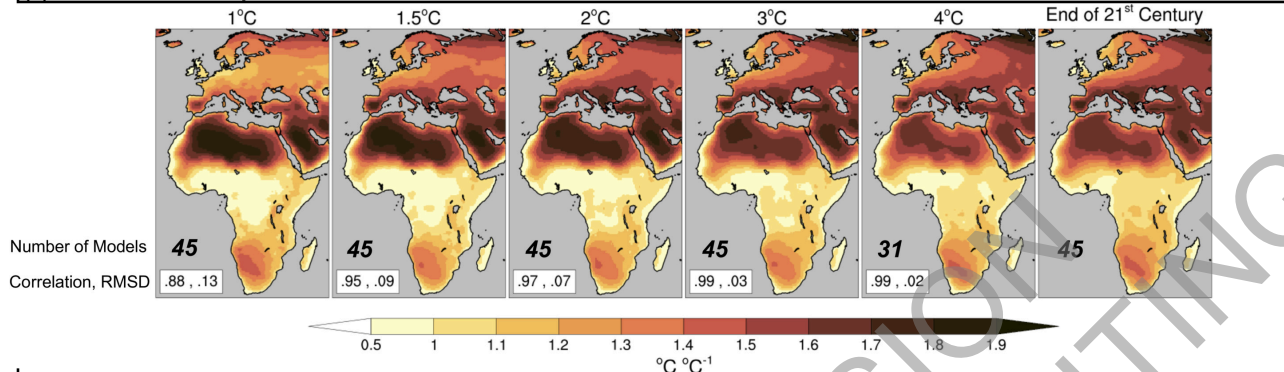 1°C 1.5°C 2°C 3°C 4°C End of 21st Century
Number of Models 45 45 45 45 31 45
Correlation, RMSD .88 , .13 .95 , .09 .97 , .07 .99 , .03 .99 , .02
0.5 1 1.1 1.2 1.3 1.4 1.5 1.6 1.7 1.8 1.9
°C °C⁻¹